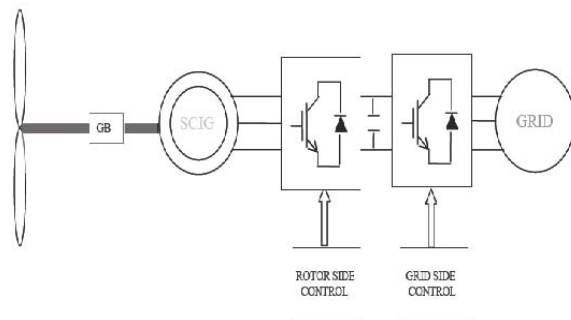 GB
SCIG
GRID
ROTOR SIDE
CONTROL
GRID SIDE
CONTROL